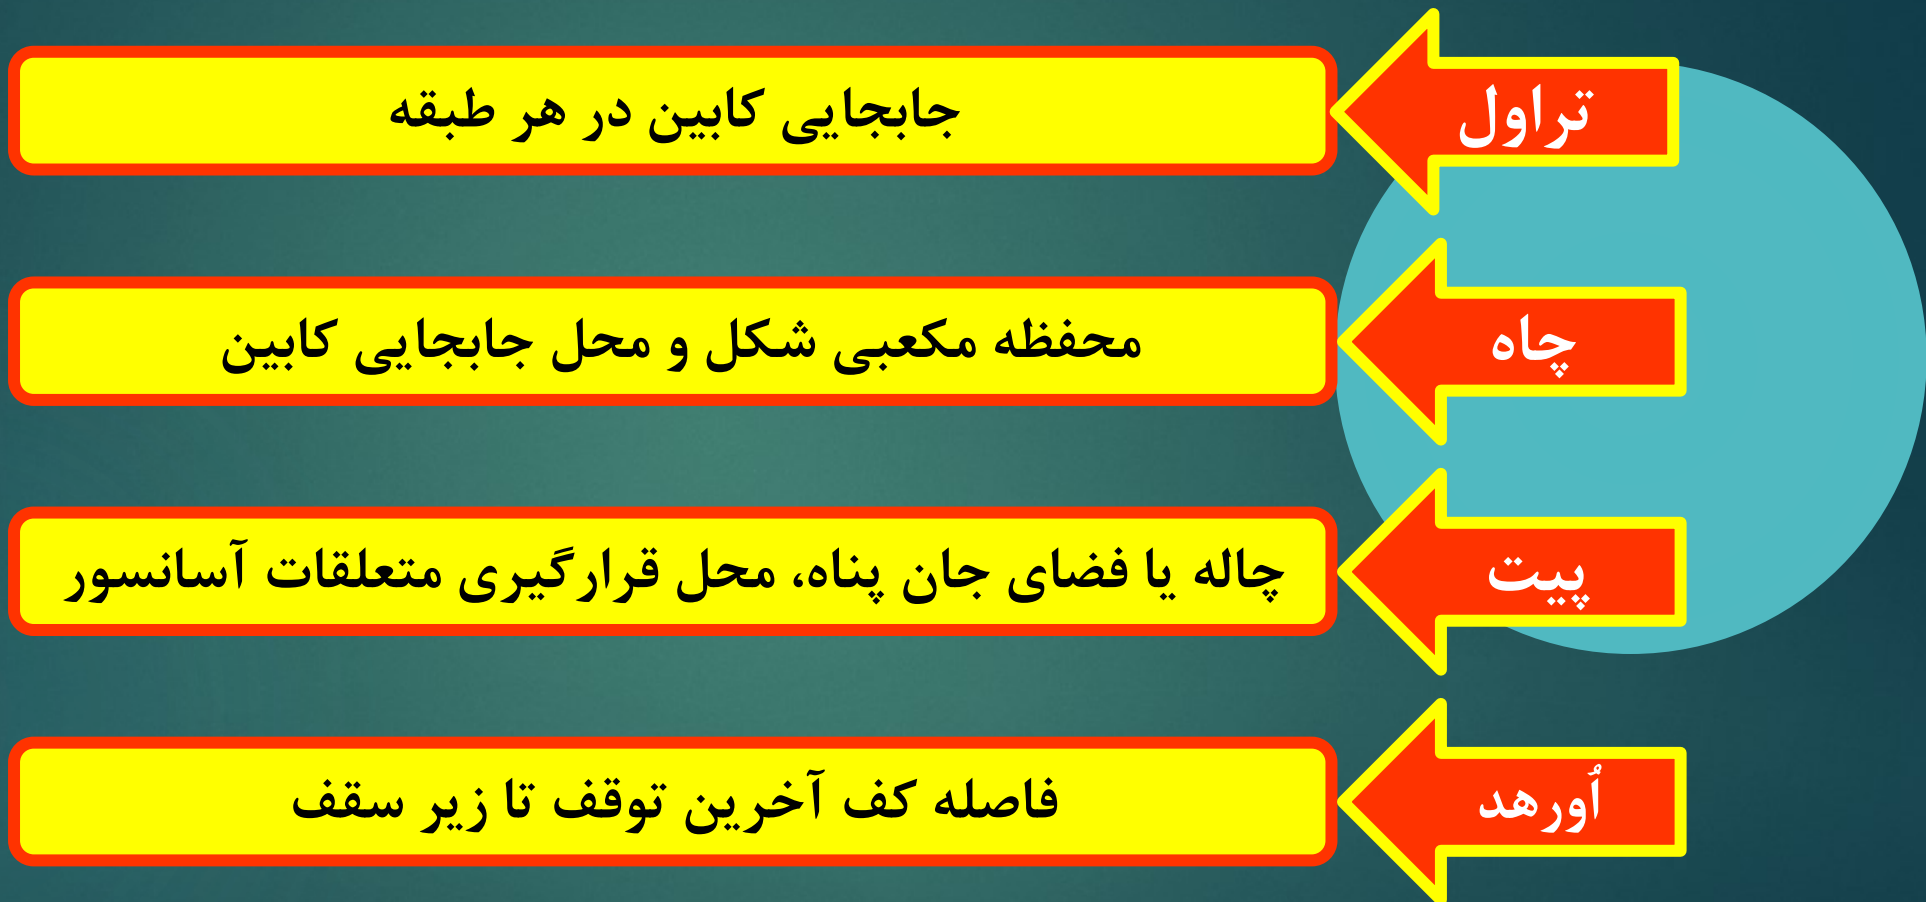 تراول
جابجایی کابین در هر طبقه
چاه
محفظه مکعبی شکل و محل جابجایی کابین
پیت
چاله یا فضای جان پناه، محل قرارگیری متعلقات آسانسور
اُورهد
فاصله کف آخرین توقف تا زیر سقف